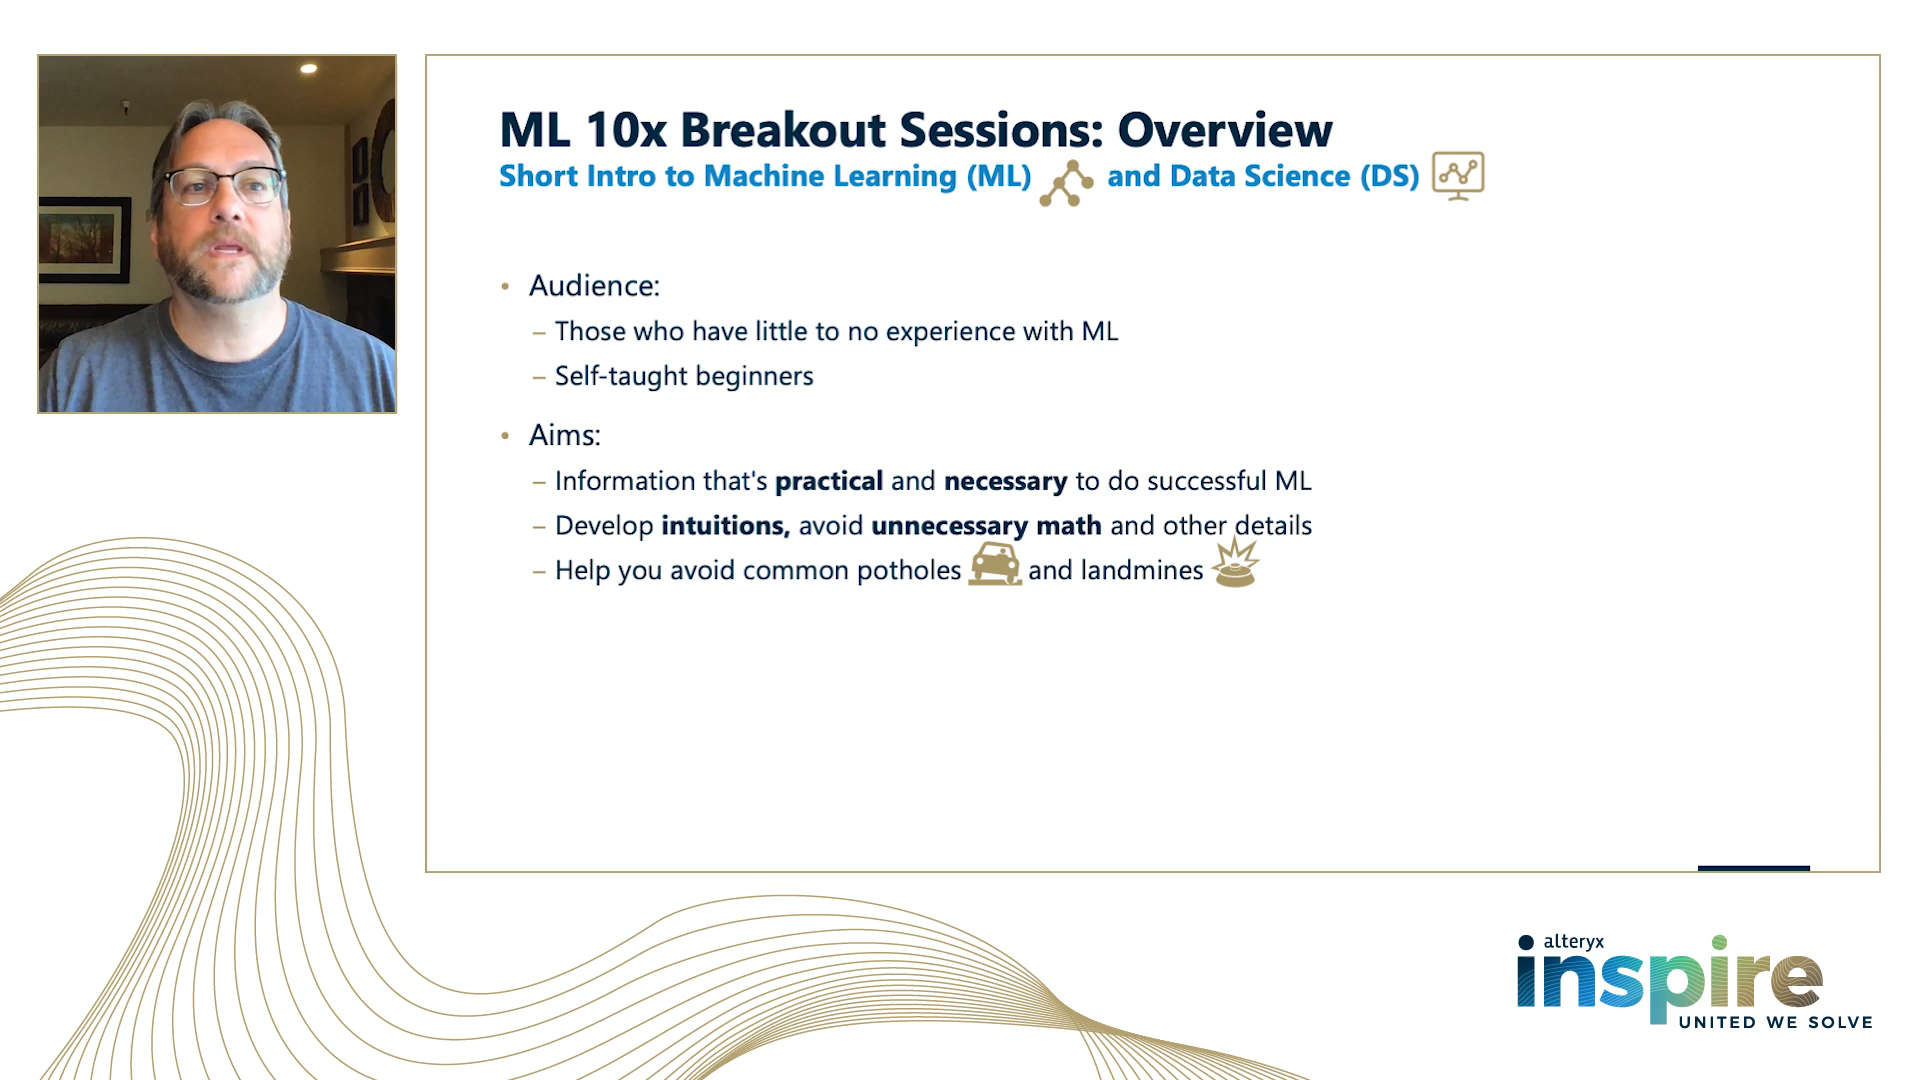 ML 10x Breakout Sessions: Overview
Short Intro to Machine Learning (ML) and Data Science (DS)
• Audience:
– Those who have little to no experience with ML
– Self-taught beginners
• Aims:
– Information that's practical and necessary to do successful ML
– Develop intuitions, avoid unnecessary math and other details
– Help you avoid common potholes and landmines
alteryx
inspire
UNITED WE SOLVE